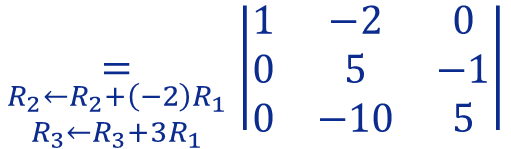 = |1 −2 0|
|0 5 −1|
|0 −10 5|
R₂←R₂+(−2)R₁
R₃←R₃+3R₁